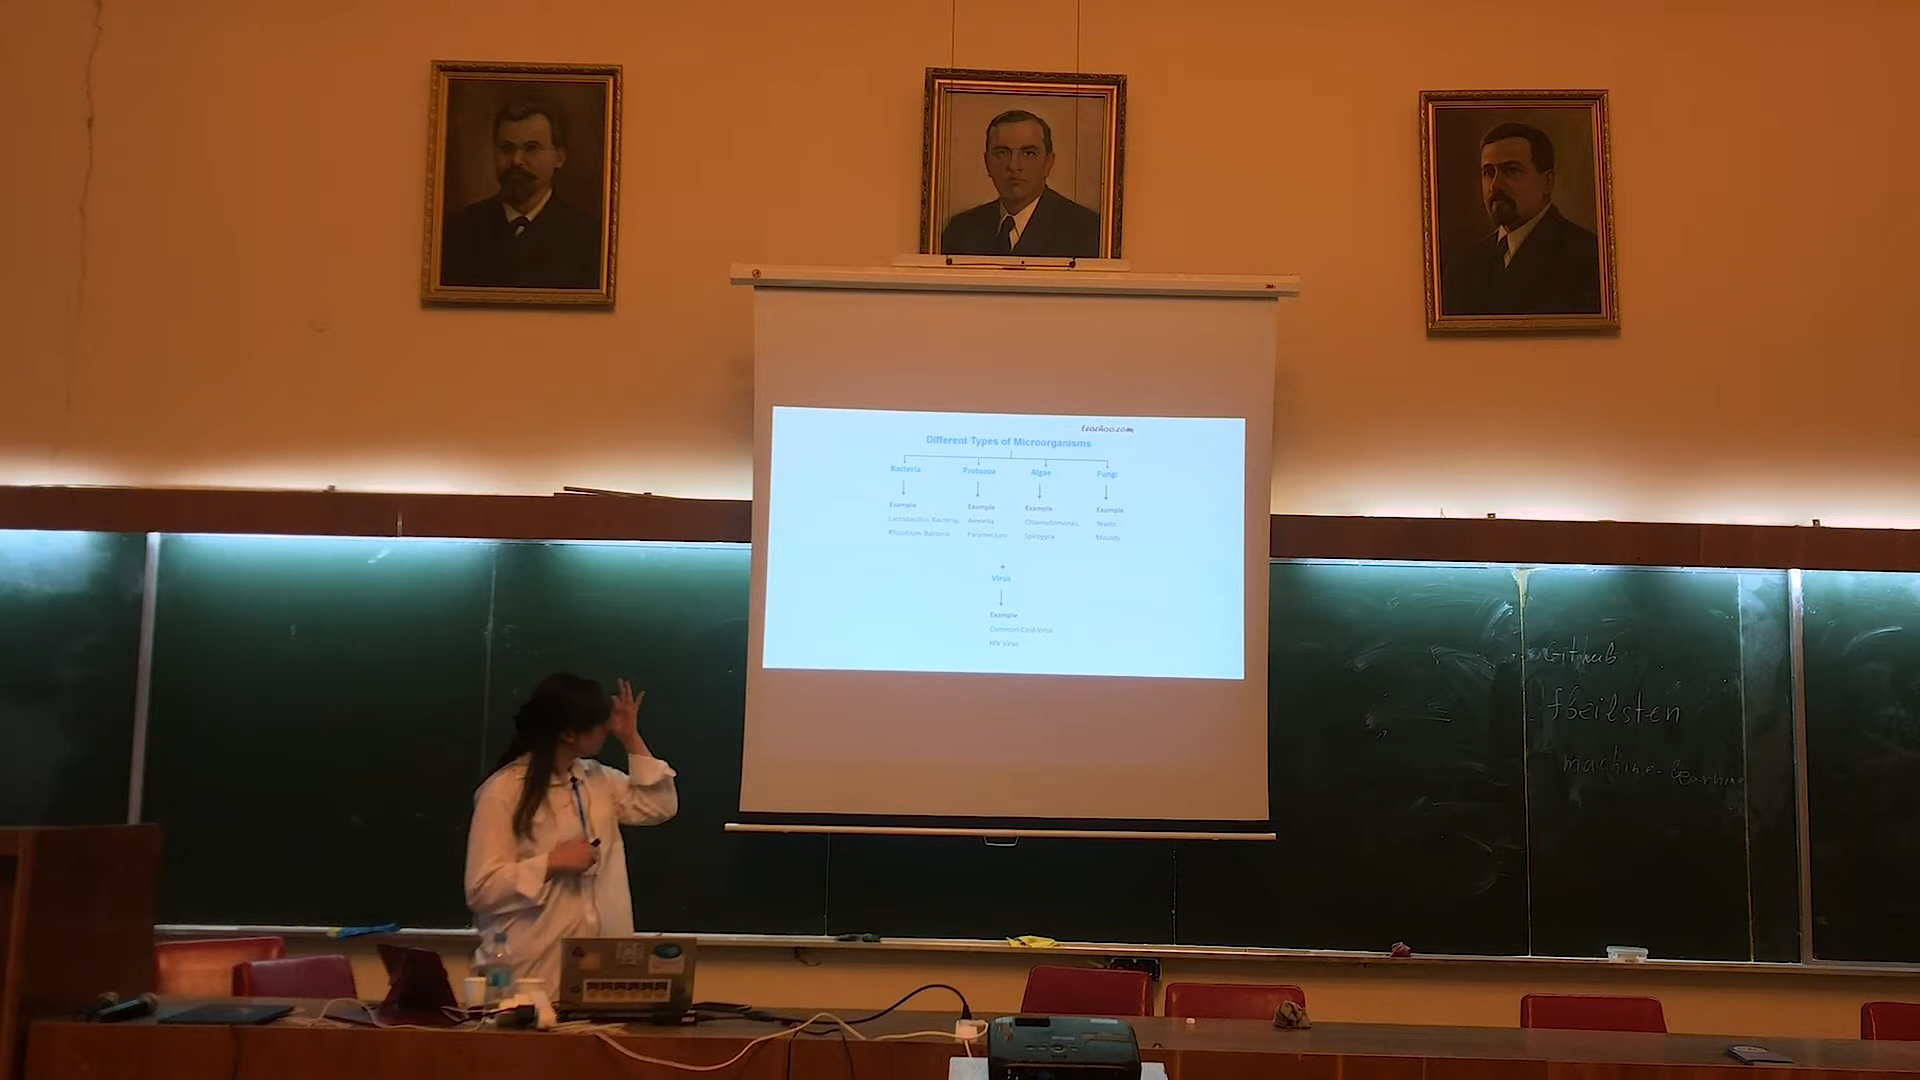 teachoo.com
Different Types of Microorganisms
Bacteria Protozoa Algae Fungi
Example Example Example Example
Lactobacillus Bacteria, Amoeba Chlamydomonas, Yeasts
Rhizobium Bacteria Paramecium Spirogyra Moulds
+
Virus
Example
Common Cold Virus
HIV Virus
Github
fbeilsten
machine-learning